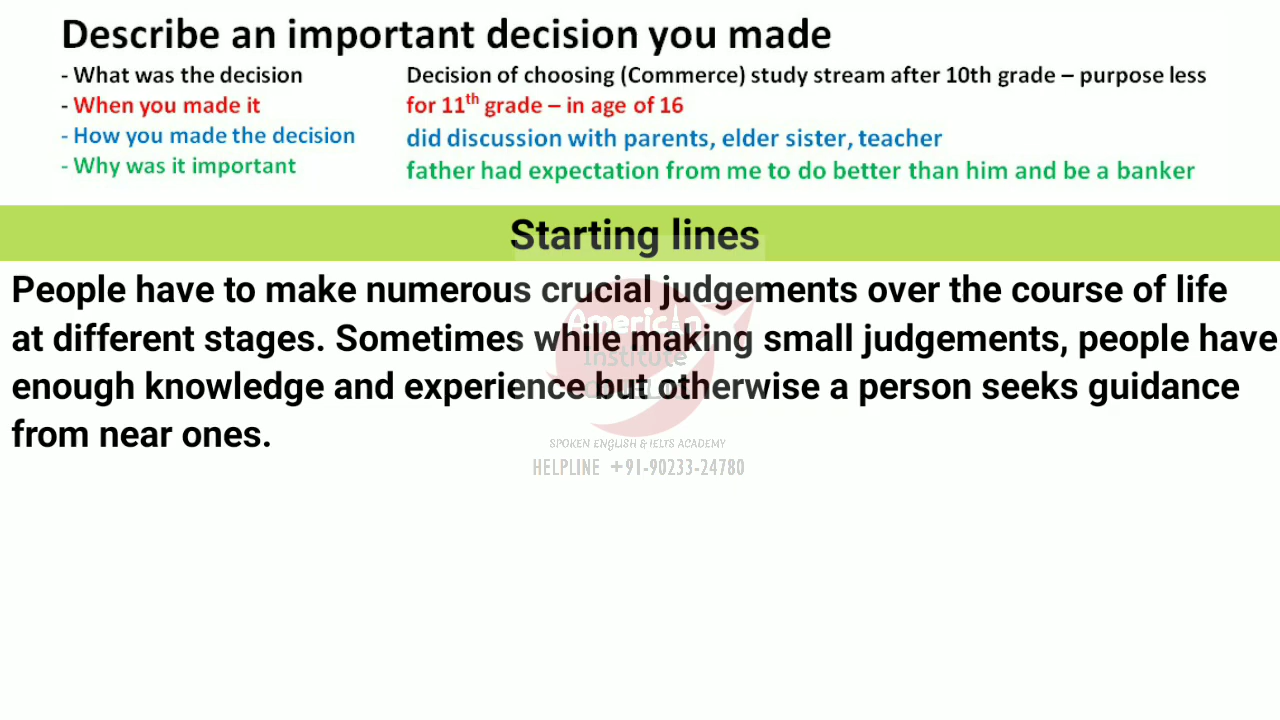 Describe an important decision you made
- What was the decision Decision of choosing (Commerce) study stream after 10th grade – purpose less
- When you made it for 11th grade – in age of 16
- How you made the decision did discussion with parents, elder sister, teacher
- Why was it important father had expectation from me to do better than him and be a banker
Starting lines
People have to make numerous crucial judgements over the course of life
at different stages. Sometimes while making small judgements, people have
enough knowledge and experience but otherwise a person seeks guidance
from near ones.
American
Institute
SPOKEN ENGLISH & IELTS ACADEMY
HELPLINE +91-90233-24780